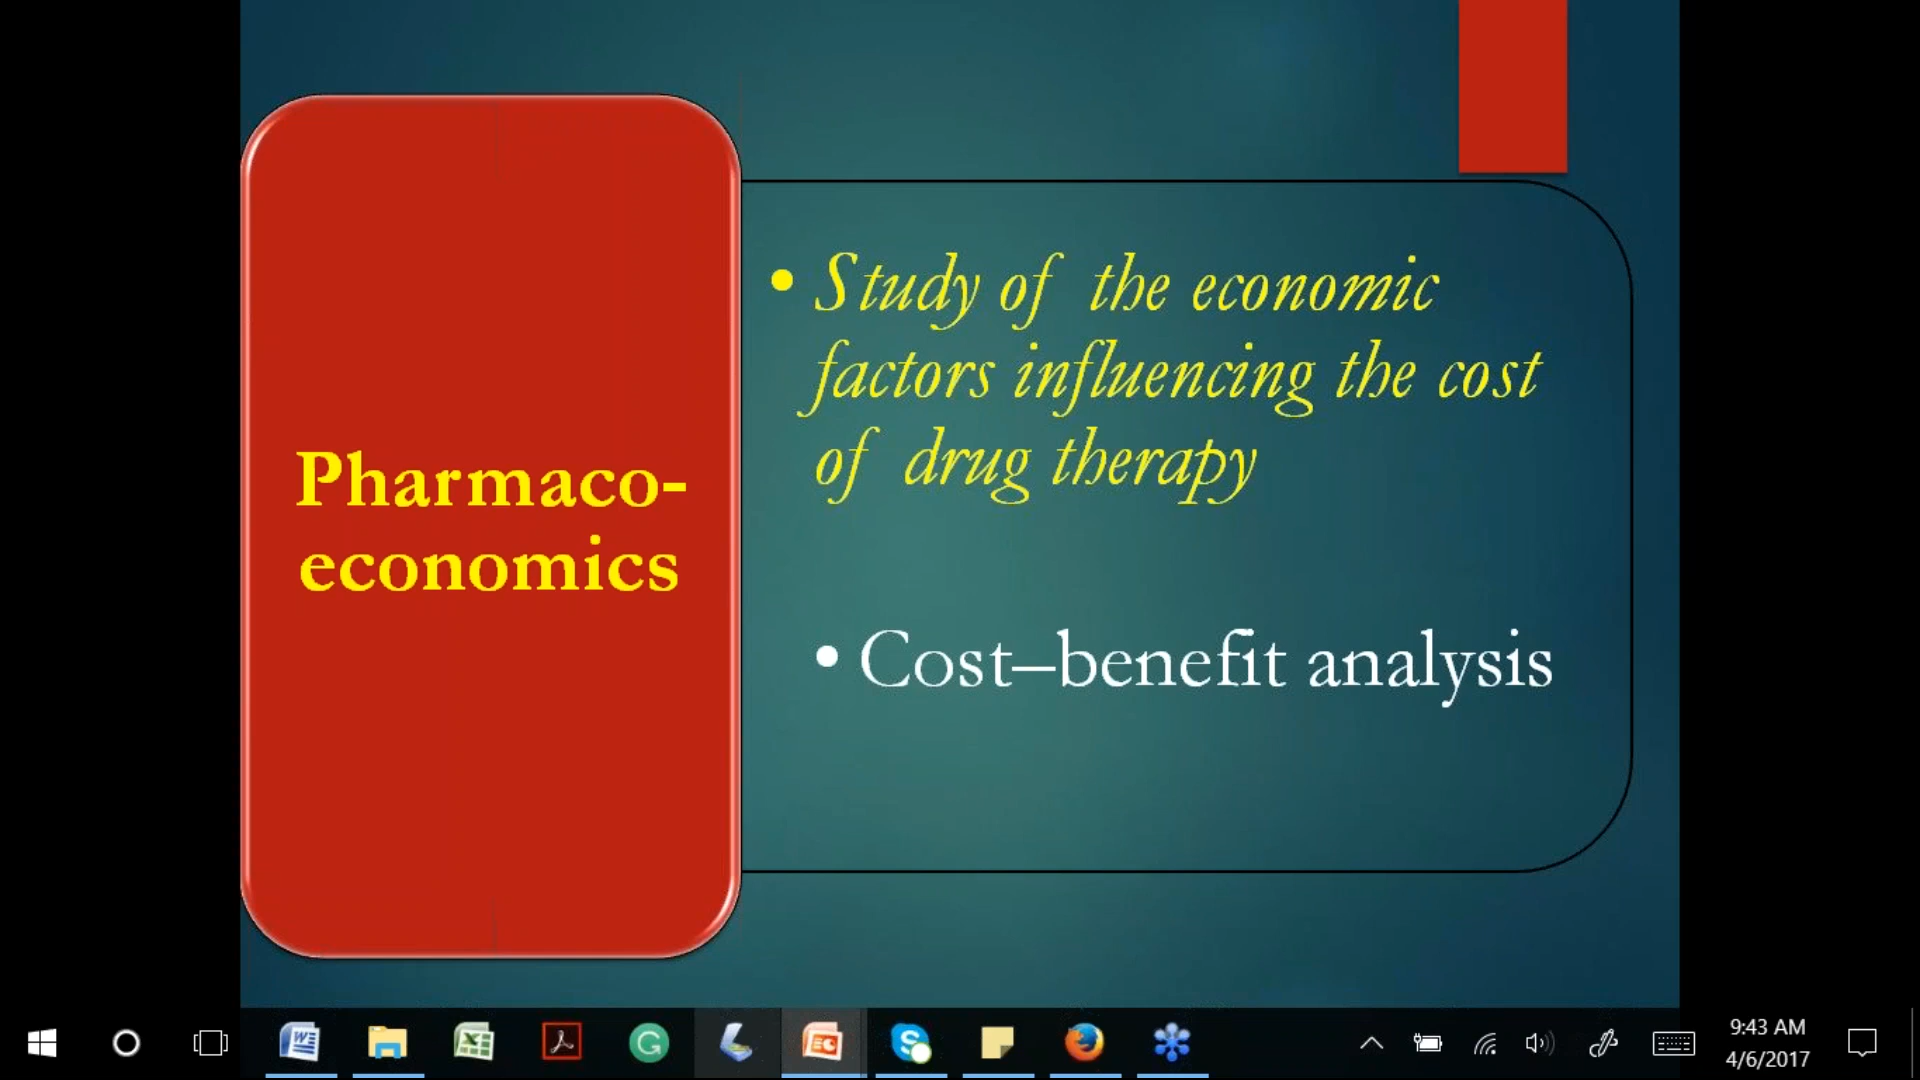 Pharmaco-
economics
• Study of the economic
factors influencing the cost
of drug therapy
• Cost–benefit analysis
9:43 AM
4/6/2017